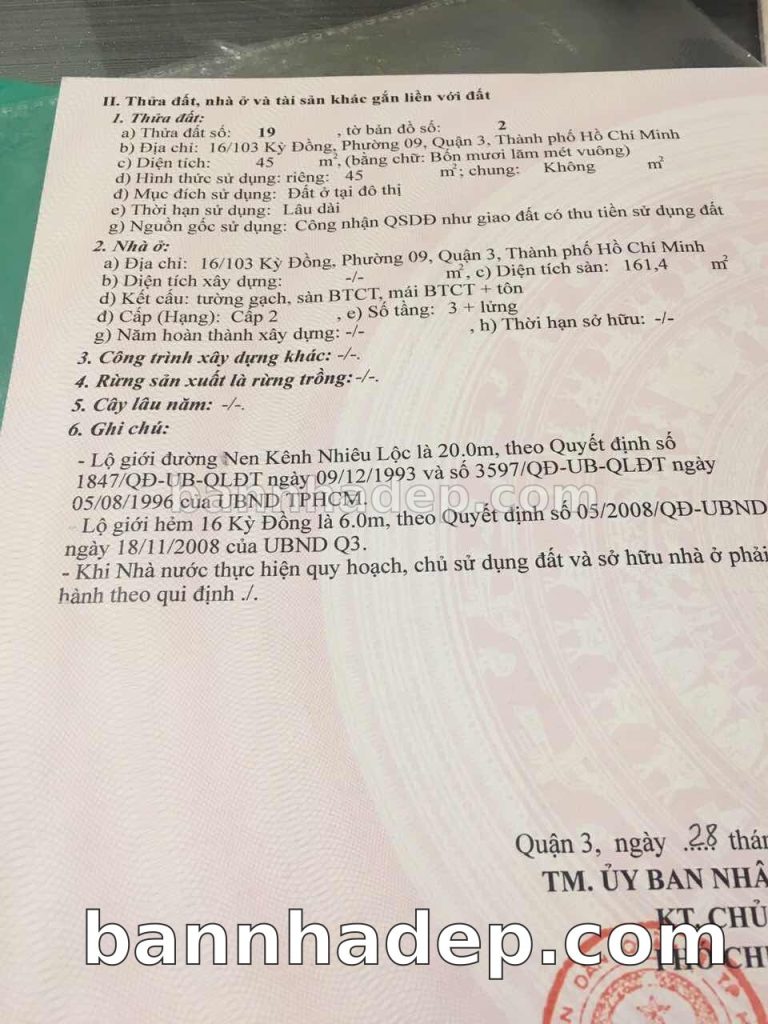 II. Thửa đất, nhà ở và tài sản khác gắn liền với đất
1. Thửa đất:
a) Thửa đất số: 19 , tờ bản đồ số: 2
b) Địa chỉ: 16/103 Kỳ Đồng, Phường 09, Quận 3, Thành phố Hồ Chí Minh
c) Diện tích: 45 m², (bằng chữ: Bốn mươi lăm mét vuông)
d) Hình thức sử dụng: riêng: 45 m²; chung: Không m²
đ) Mục đích sử dụng: Đất ở tại đô thị
e) Thời hạn sử dụng: Lâu dài
g) Nguồn gốc sử dụng: Công nhận QSDĐ như giao đất có thu tiền sử dụng đất
2. Nhà ở:
a) Địa chỉ: 16/103 Kỳ Đồng, Phường 09, Quận 3, Thành phố Hồ Chí Minh
b) Diện tích xây dựng: -/- m², c) Diện tích sàn: 161,4 m²
d) Kết cấu: tường gạch, sàn BTCT, mái BTCT + tôn
đ) Cấp (Hạng): Cấp 2 , e) Số tầng: 3 + lửng
g) Năm hoàn thành xây dựng: -/- , h) Thời hạn sở hữu: -/-
3. Công trình xây dựng khác: -/-.
4. Rừng sản xuất là rừng trồng: -/-.
5. Cây lâu năm: -/-.
6. Ghi chú:
- Lộ giới đường Nen Kênh Nhiêu Lộc là 20.0m, theo Quyết định số
1847/QĐ-UB-QLĐT ngày 09/12/1993 và số 3597/QĐ-UB-QLĐT ngày
05/08/1996 của UBND TPHCM.
bannhadep.com
- Lộ giới hẻm 16 Kỳ Đồng là 6.0m, theo Quyết định số 05/2008/QĐ-UBND
ngày 18/11/2008 của UBND Q3.
- Khi Nhà nước thực hiện quy hoạch, chủ sử dụng đất và sở hữu nhà ở phải
hành theo qui định ./.
Quận 3, ngày 28 thán
TM. ỦY BAN NHÂ
KT. CHỦ
bannhadep.com
PHÓ CH